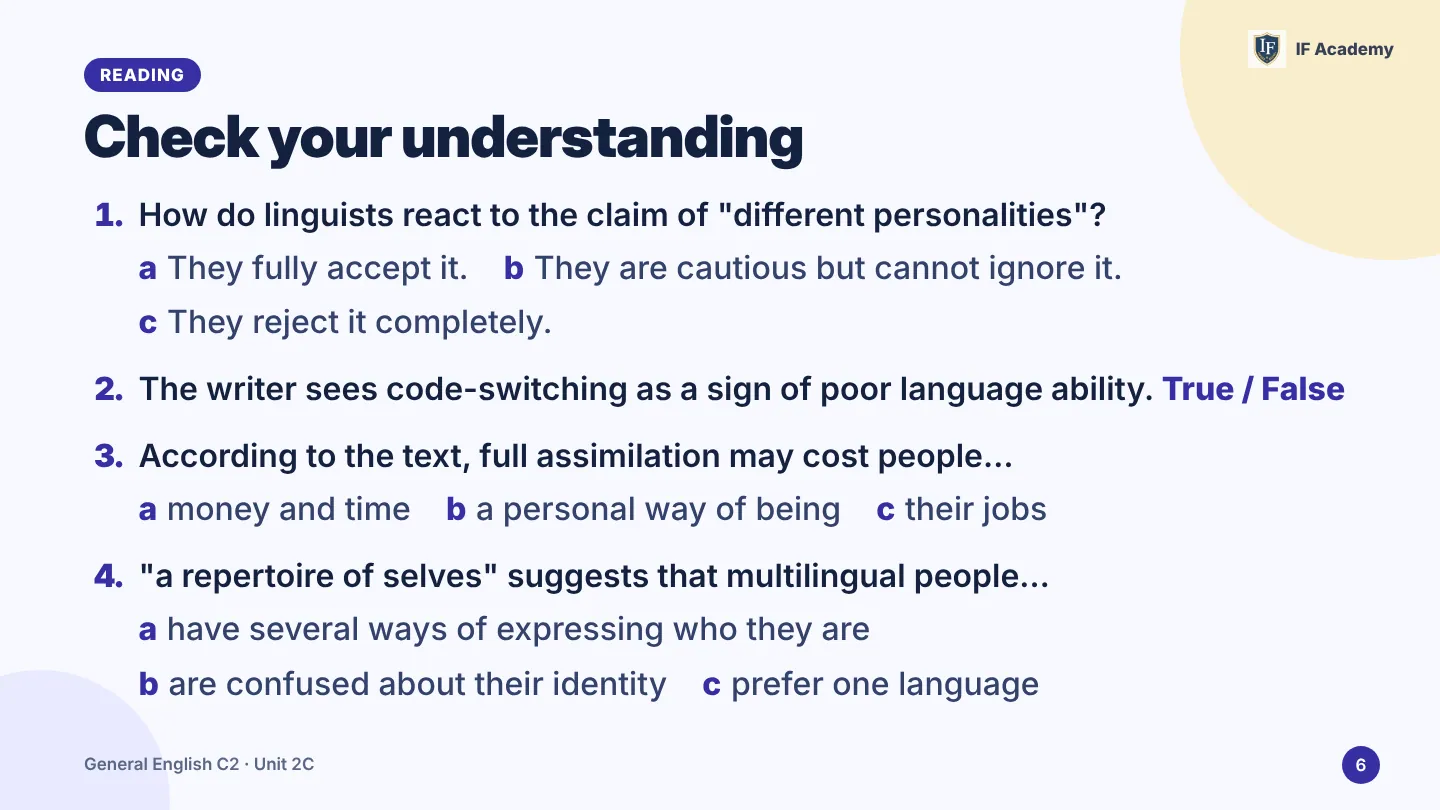 IF
IF Academy
READING
Check your understanding
1. How do linguists react to the claim of "different personalities"?
a They fully accept it. b They are cautious but cannot ignore it.
c They reject it completely.
2. The writer sees code-switching as a sign of poor language ability. True / False
3. According to the text, full assimilation may cost people...
a money and time b a personal way of being c their jobs
4. "a repertoire of selves" suggests that multilingual people...
a have several ways of expressing who they are
b are confused about their identity c prefer one language
General English C2 · Unit 2C
6